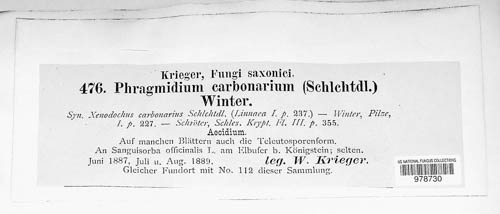 Krieger, Fungi saxonici.
476. Phragmidium carbonarium (Schlchtdl.)
Winter.
Syn. Xenodochus carbonarius Schlchtdl. (Linnaea I. p. 237.) — Winter, Pilze,
I. p. 227. — Schröter, Schles. Krypt. Fl. III. p. 355.
Aecidium.
Auf manchen Blättern auch die Teleutosporenform.
An Sanguisorba officinalis L. am Elbufer b. Königstein; selten.
Juni 1887, Juli u. Aug. 1889. leg. W. Krieger.
Gleicher Fundort mit No. 112 dieser Sammlung.
US NATIONAL FUNGUS COLLECTIONS
978730